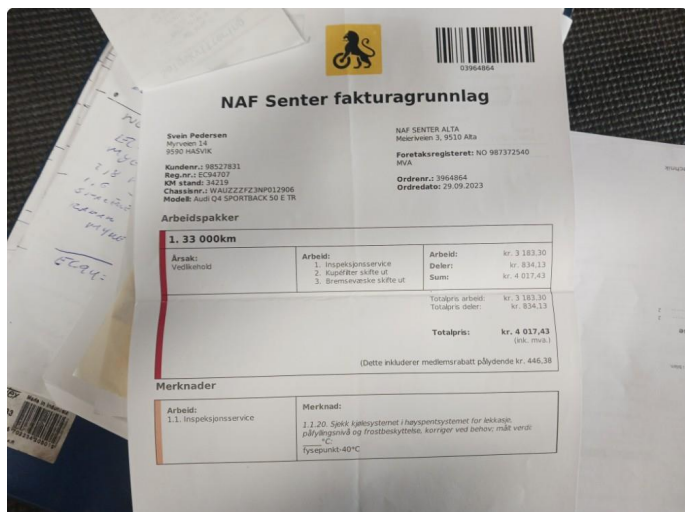 03964864
NAF Senter fakturagrunnlag
Svein Pedersen
Myrveien 14
9590 HASVIK
Kundenr.: 98527831
Reg.nr.: EC94707
KM stand: 34219
Chassisnr.: WAUZZZFZ3NP012906
Modell: Audi Q4 SPORTBACK 50 E TR
NAF SENTER ALTA
Meieriveien 3, 9510 Alta
Foretaksregisteret: NO 987372540
MVA
Ordrenr.: 3964864
Ordredato: 29.09.2023
Arbeidspakker
1. 33 000km
Årsak:
Vedlikehold
Arbeid:
1. Inspeksjonsservice
2. Kupéfilter skifte ut
3. Bremsevæske skifte ut
Arbeid: kr. 3 183,30
Deler: kr. 834,13
Sum: kr. 4 017,43
Totalpris arbeid: kr. 3 183,30
Totalpris deler: kr. 834,13
Totalpris: kr. 4 017,43
(ink. mva.)
(Dette inkluderer medlemsrabatt pålydende kr. 446,38
Merknader
Arbeid:
1.1. Inspeksjonsservice
Merknad:
1.1.20. Sjekk kjølesystemet i høyspentsystemet for lekkasje,
påfyllingsnivå og frostbeskyttelse, korriger ved behov; målt verdi:
_____°C:
fysepunkt-40°C
Made in Indonesia